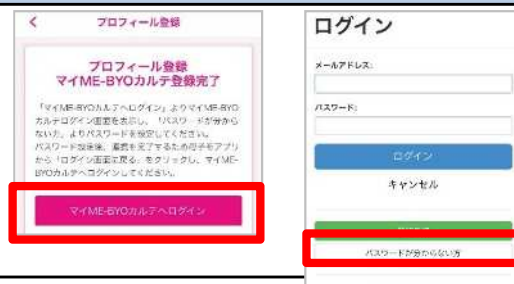 プロフィール登録
プロフィール登録
マイME-BYOカルテ登録完了
「マイME-BYOカルテへログイン」よりマイME-BYO
カルテログイン画面を表示し、「パスワードが分から
ない方」よりパスワードを設定してください。
パスワード設定後、連携を完了するため母子モアプリ
から「ログイン画面に戻る」をクリックし、マイME-
BYOカルテへログインしてください。
マイME-BYOカルテへログイン
ログイン
メールアドレス:
パスワード:
ログイン
キャンセル
パスワードが分からない方